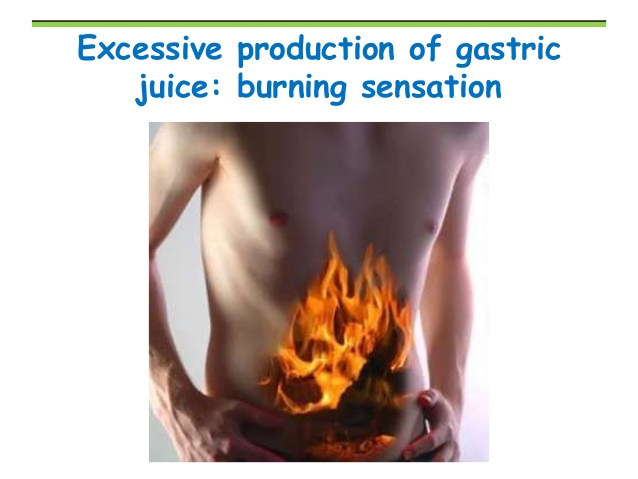 Excessive production of gastric
juice: burning sensation